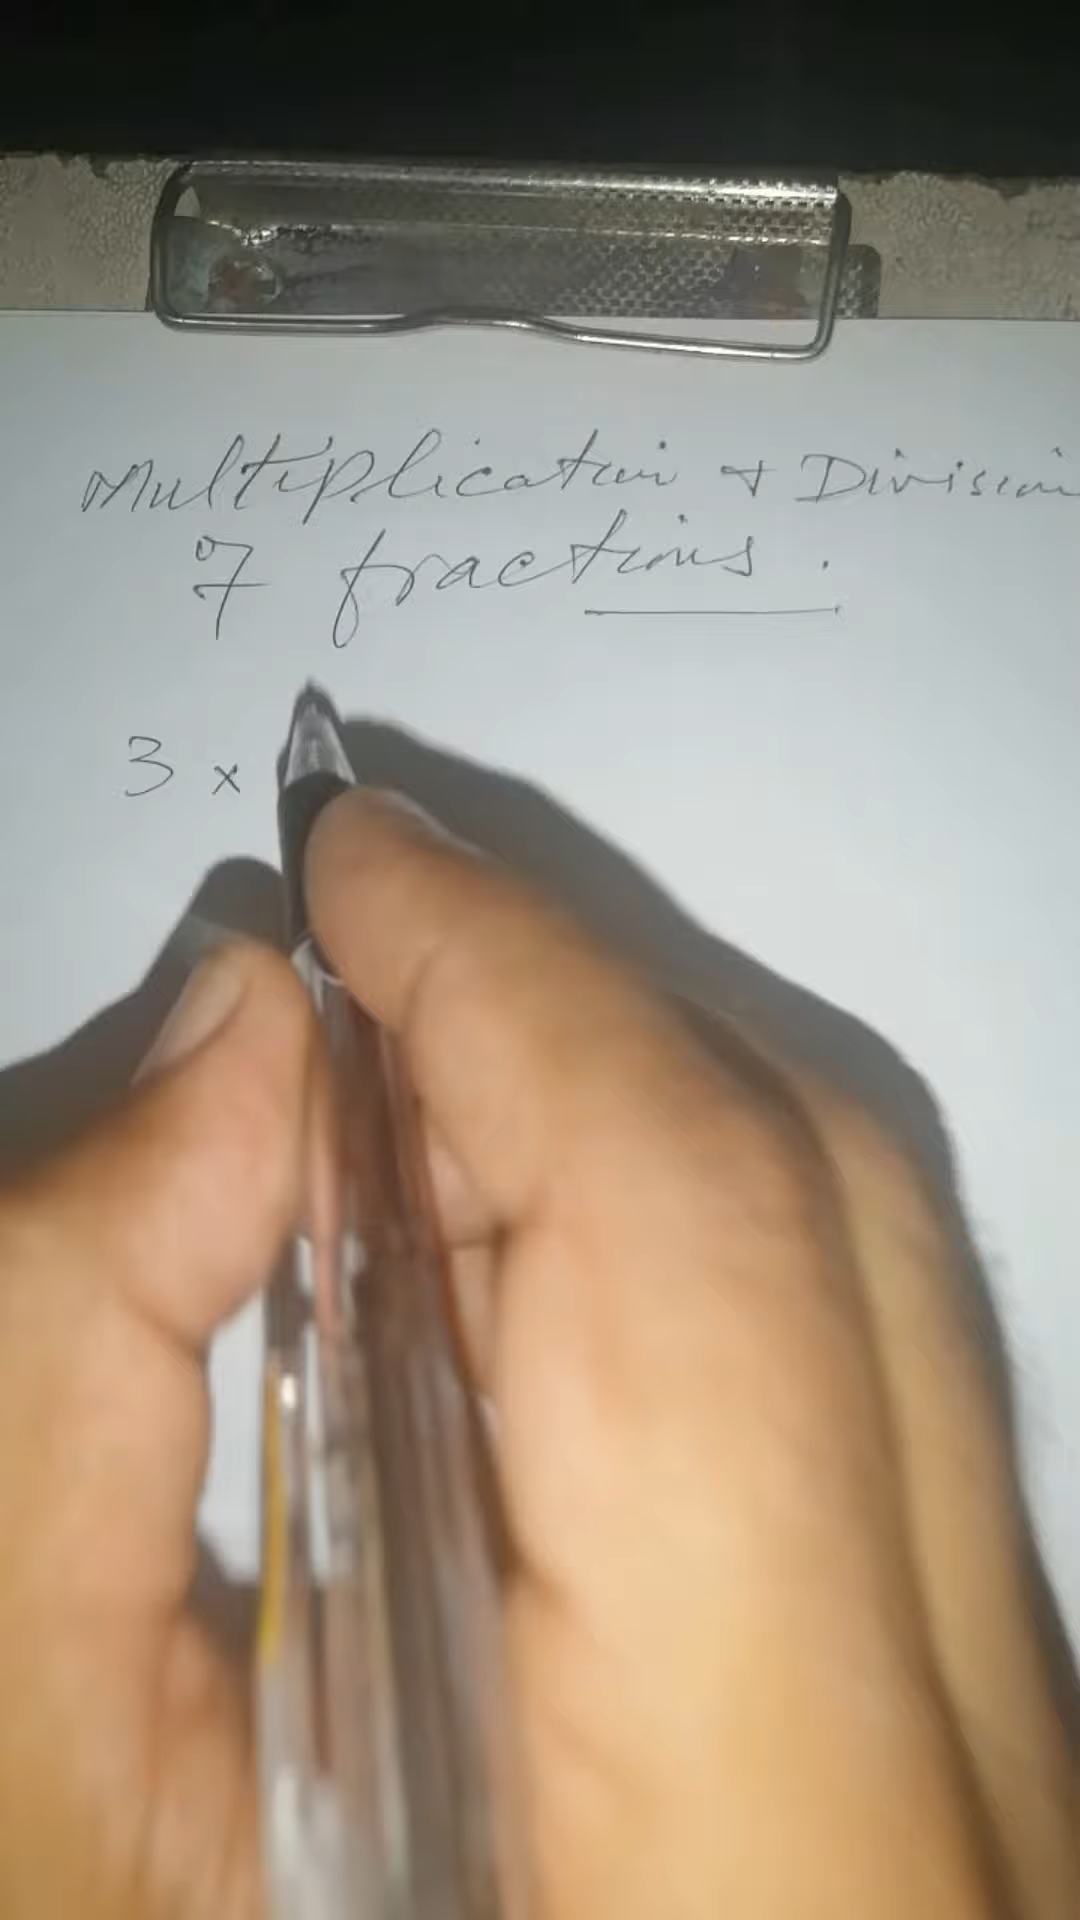 Multiplication & Division
of fractions.
3 ×